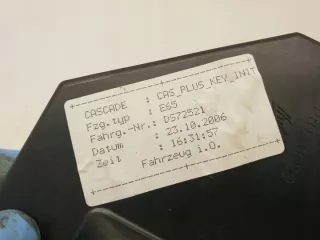 CASCADE : CAS_PLUS_KEY_INIT
Fzg.typ : E65
Fahrg.-Nr.: DS72521
Datum : 23.10.2006
Zeit : 16:31:57
Fahrzeug i.O.